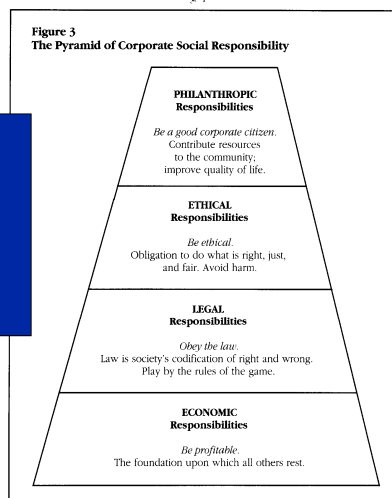 Figure 3
The Pyramid of Corporate Social Responsibility
PHILANTHROPIC
Responsibilities
Be a good corporate citizen.
Contribute resources
to the community;
improve quality of life.
ETHICAL
Responsibilities
Be ethical.
Obligation to do what is right, just,
and fair. Avoid harm.
LEGAL
Responsibilities
Obey the law.
Law is society's codification of right and wrong.
Play by the rules of the game.
ECONOMIC
Responsibilities
Be profitable.
The foundation upon which all others rest.